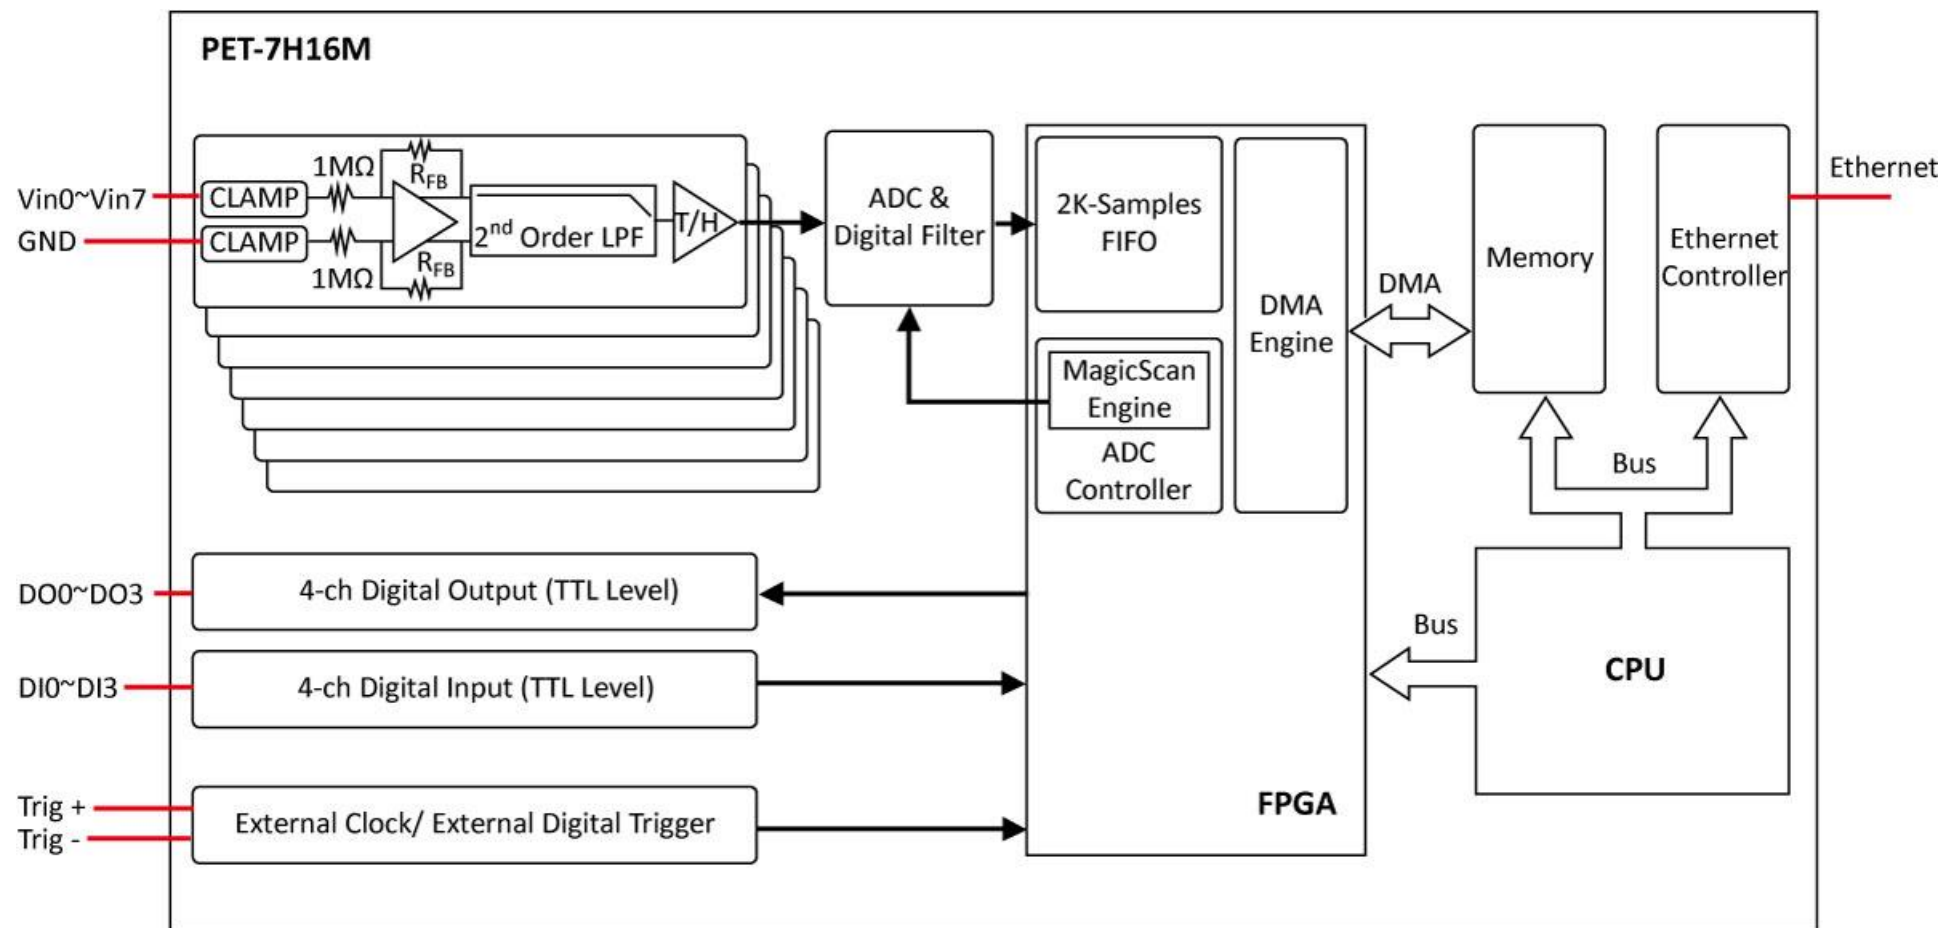 PET-7H16M
Vin0~Vin7
GND
CLAMP
CLAMP
1MΩ
1MΩ
RFB
RFB
2nd Order LPF
T/H
ADC &
Digital Filter
2K-Samples
FIFO
MagicScan
Engine
ADC
Controller
DMA
Engine
DMA
Memory
Ethernet
Controller
Ethernet
Bus
DO0~DO3
4-ch Digital Output (TTL Level)
DI0~DI3
4-ch Digital Input (TTL Level)
Bus
CPU
Trig +
Trig -
External Clock/ External Digital Trigger
FPGA